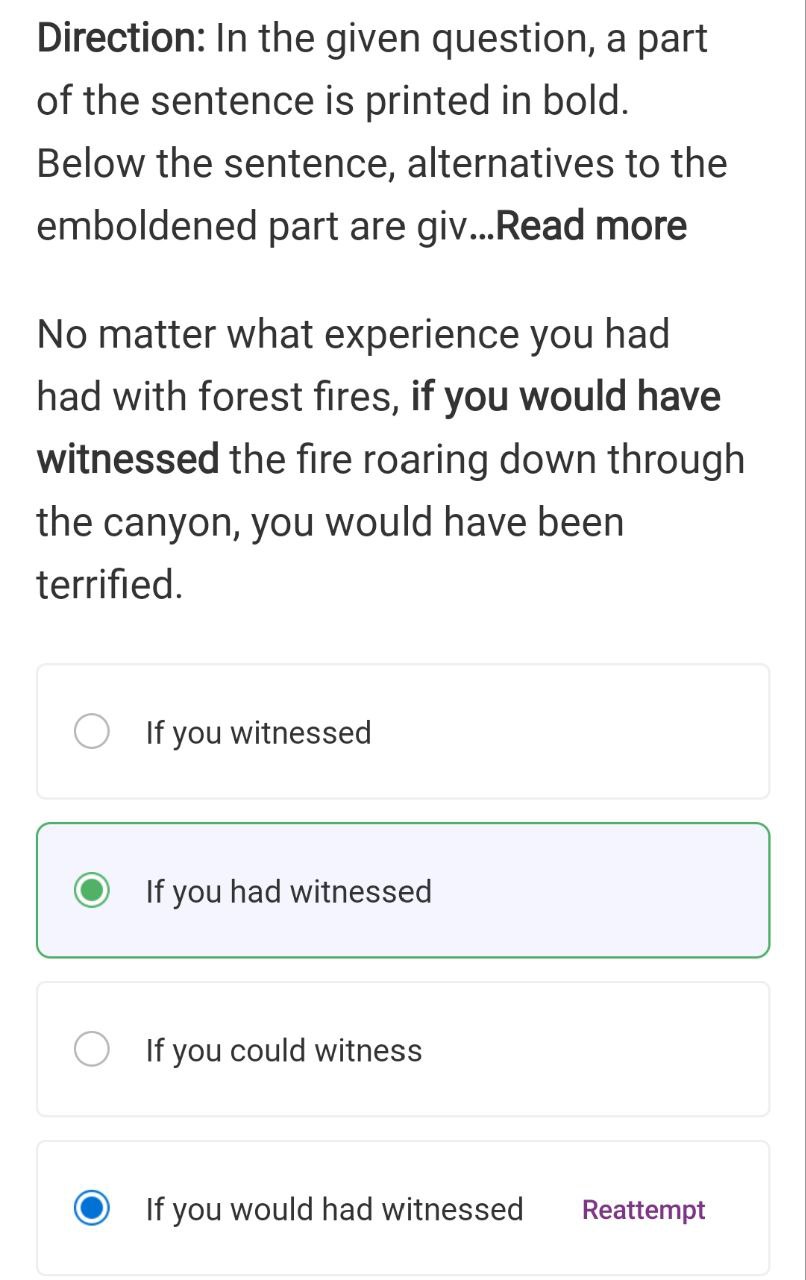 Direction: In the given question, a part
of the sentence is printed in bold.
Below the sentence, alternatives to the
emboldened part are giv...Read more
No matter what experience you had
had with forest fires, if you would have
witnessed the fire roaring down through
the canyon, you would have been
terrified.
If you witnessed
If you had witnessed
If you could witness
If you would had witnessed Reattempt